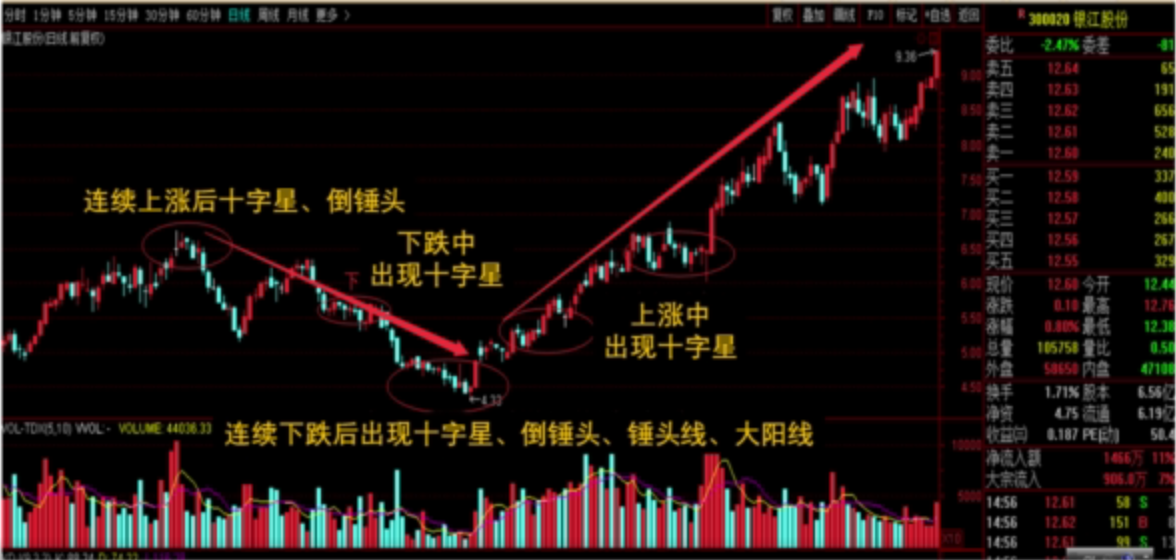 分时 1分钟 5分钟 15分钟 30分钟 60分钟 日线 周线 月线 更多 >
复权 叠加 画线 F10 标记 +自选 返回
R 300020 银江股份
银江股份(日线.前复权)
委比 -2.47% 委差 -81
9.36
卖五 12.64 65
卖四 12.63 191
卖三 12.62 656
卖二 12.61 528
卖一 12.60 240
买一 12.59 337
买二 12.58 408
买三 12.57 268
买四 12.56 287
买五 12.55 329
9.00
8.50
8.00
7.50
7.00
6.50
6.00
5.50
5.00
4.50
连续上涨后十字星、倒锤头
下跌中
出现十字星
下
上涨中
出现十字星
←4.33
连续下跌后出现十字星、倒锤头、锤头线、大阳线
现价 12.60 今开 12.44
涨跌 0.10 最高 12.76
涨幅 0.80% 最低 12.38
总量 105758 量比 0.50
外盘 58650 内盘 47108
换手 1.71% 股本 6.56亿
净资 4.75 流通 6.19亿
收益(三) 0.187 PE(动) 50.4
净流入额 1466万 11%
大宗流入 906.0万 7%
VOL-TDX(5,10) VVOL:- VOLUME:44036.33
10000
5000
X10
14:56 12.61 58 S
14:56 12.62 151 B
14:56 12.61 99 S